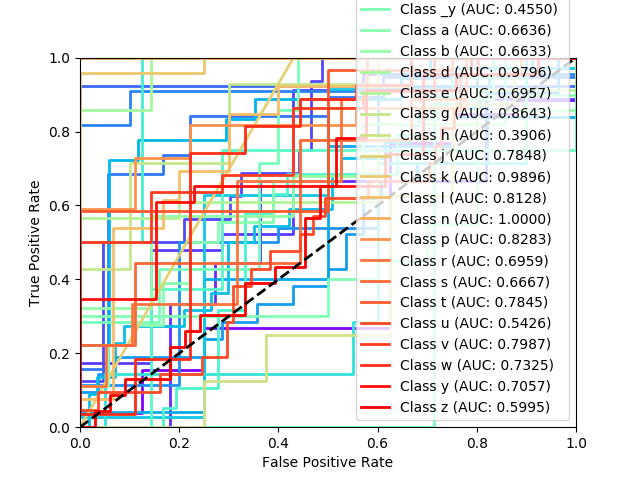 Class _y (AUC: 0.4550)
Class a (AUC: 0.6636)
Class b (AUC: 0.6633)
Class d (AUC: 0.9796)
Class e (AUC: 0.6957)
Class g (AUC: 0.8643)
Class h (AUC: 0.3906)
Class j (AUC: 0.7848)
Class k (AUC: 0.9896)
Class l (AUC: 0.8128)
Class n (AUC: 1.0000)
Class p (AUC: 0.8283)
Class r (AUC: 0.6959)
Class s (AUC: 0.6667)
Class t (AUC: 0.7845)
Class u (AUC: 0.5426)
Class v (AUC: 0.7987)
Class w (AUC: 0.7325)
Class y (AUC: 0.7057)
Class z (AUC: 0.5995)
1.0
0.8
0.6
0.4
0.2
0.0
True Positive Rate
0.0 0.2 0.4 0.6 0.8 1.0
False Positive Rate